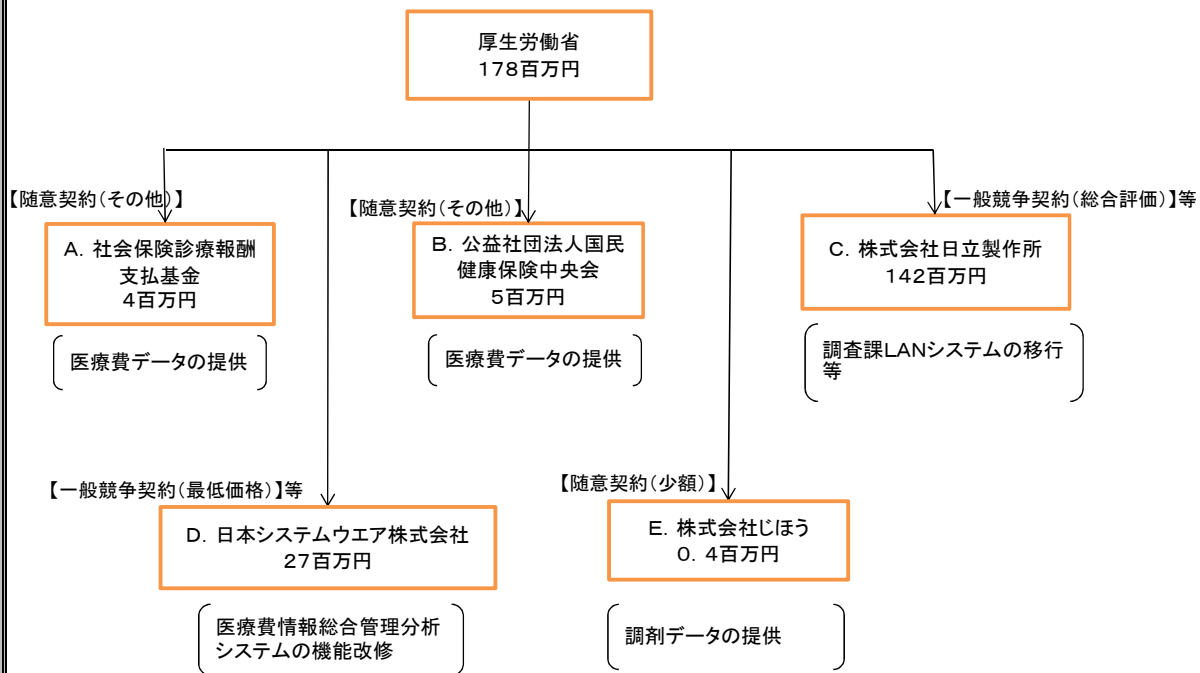 厚生労働省
178百万円
【随意契約(その他)】
A. 社会保険診療報酬
支払基金
4百万円
医療費データの提供
【随意契約(その他)】
B. 公益社団法人国民
健康保険中央会
5百万円
医療費データの提供
【一般競争契約(総合評価)】等
C. 株式会社日立製作所
142百万円
調査課LANシステムの移行
等
【一般競争契約(最低価格)】等
D. 日本システムウエア株式会社
27百万円
医療費情報総合管理分析
システムの機能改修
【随意契約(少額)】
E. 株式会社じほう
0. 4百万円
調剤データの提供